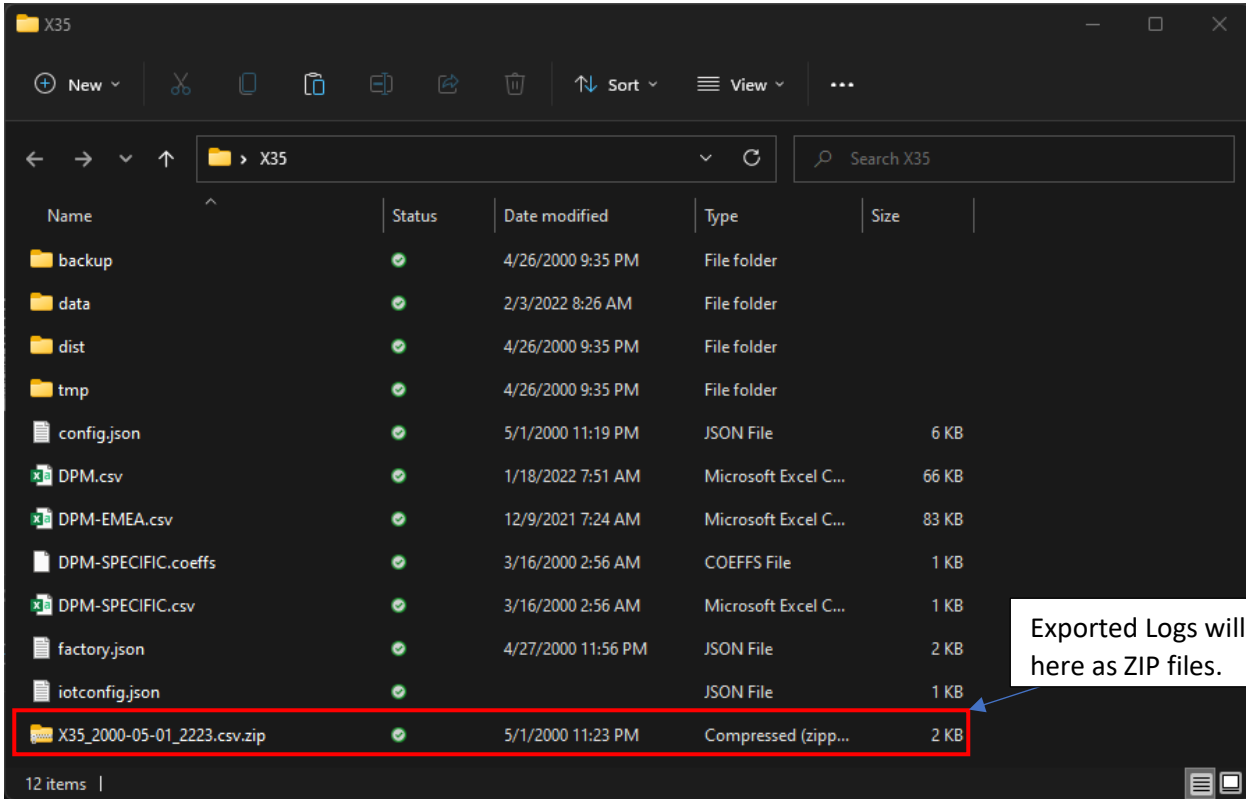 X35
New
Sort
View
X35
Search X35
Name Status Date modified Type Size
backup 4/26/2000 9:35 PM File folder
data 2/3/2022 8:26 AM File folder
dist 4/26/2000 9:35 PM File folder
tmp 4/26/2000 9:35 PM File folder
config.json 5/1/2000 11:19 PM JSON File 6 KB
DPM.csv 1/18/2022 7:51 AM Microsoft Excel C... 66 KB
DPM-EMEA.csv 12/9/2021 7:24 AM Microsoft Excel C... 83 KB
DPM-SPECIFIC.coeffs 3/16/2000 2:56 AM COEFFS File 1 KB
DPM-SPECIFIC.csv 3/16/2000 2:56 AM Microsoft Excel C... 1 KB
factory.json 4/27/2000 11:56 PM JSON File 2 KB
iotconfig.json JSON File 1 KB
X35_2000-05-01_2223.csv.zip 5/1/2000 11:23 PM Compressed (zipp... 2 KB
Exported Logs will
here as ZIP files.
12 items